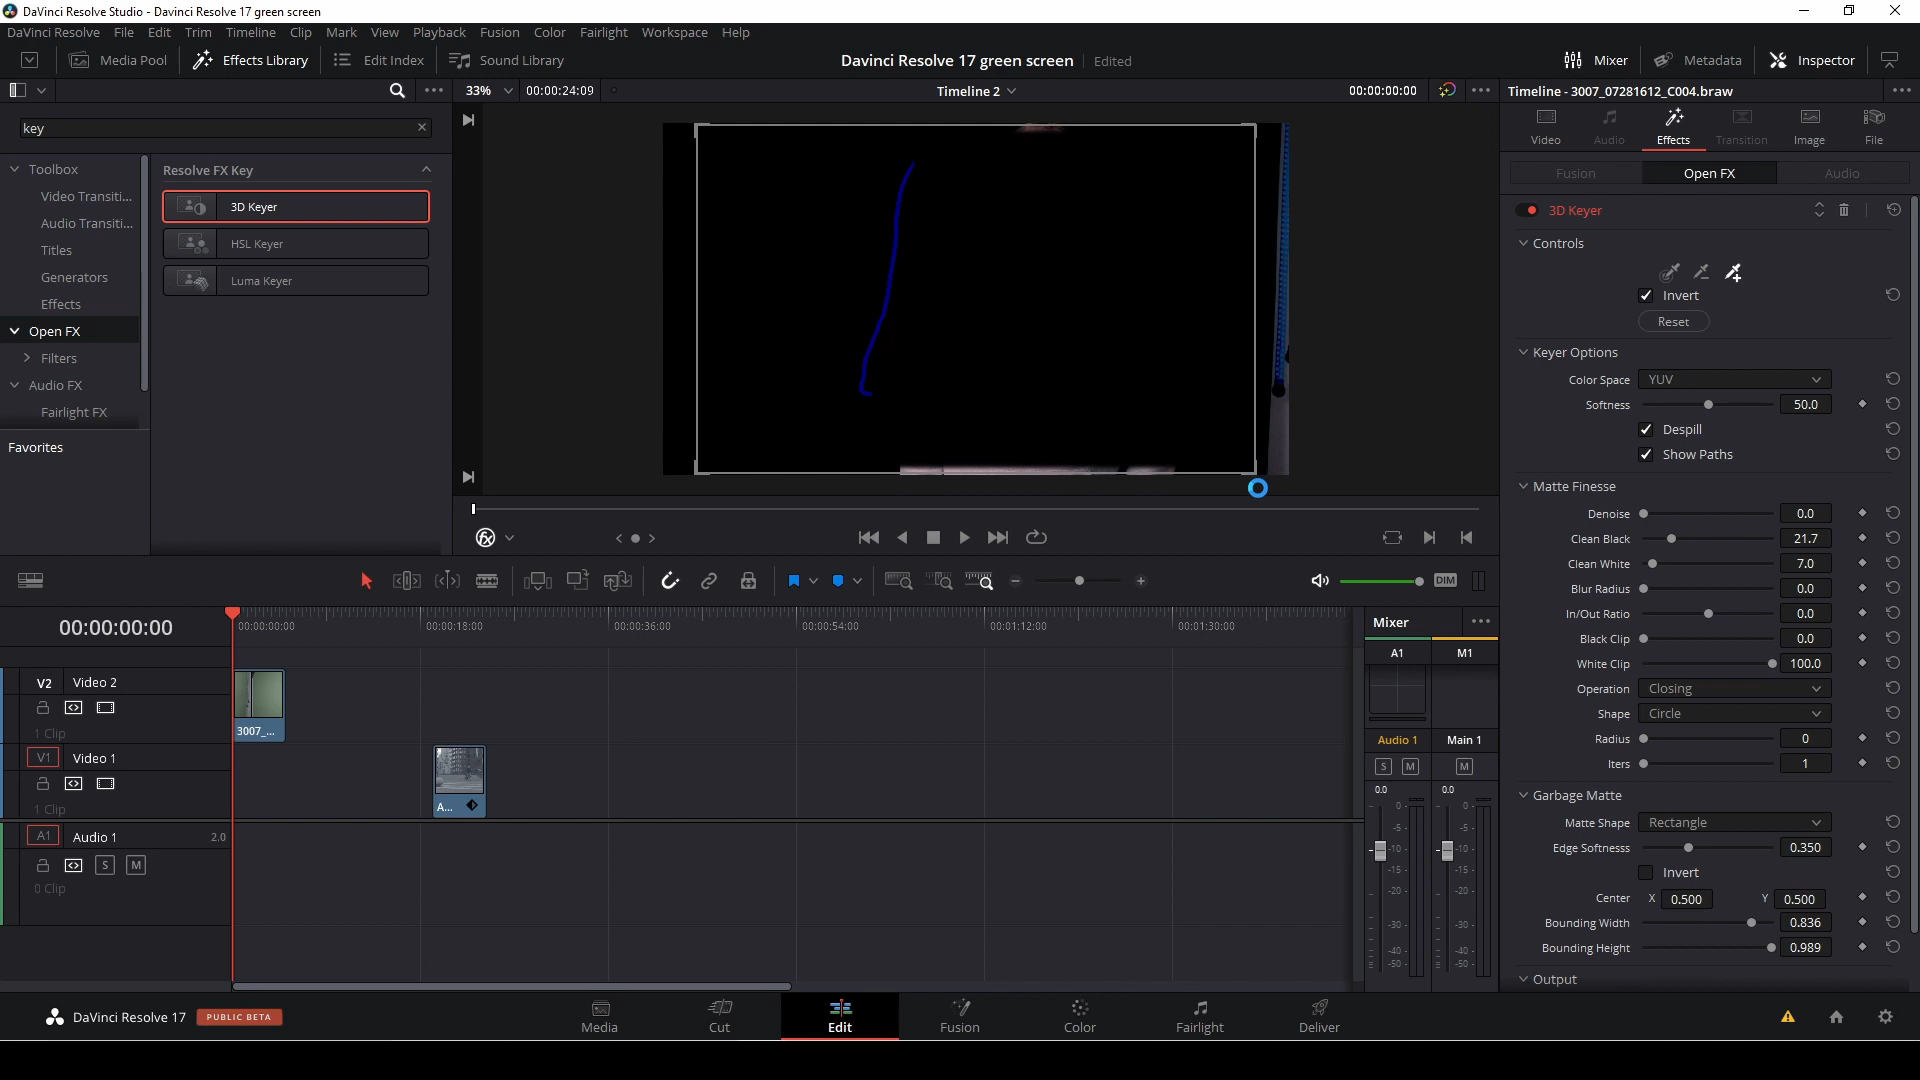 DaVinci Resolve Studio - Davinci Resolve 17 green screen
DaVinci Resolve File Edit Trim Timeline Clip Mark View Playback Fusion Color Fairlight Workspace Help
Media Pool Effects Library Edit Index Sound Library Davinci Resolve 17 green screen Edited Mixer Metadata Inspector
33% 00:00:24:09 Timeline 2 00:00:00:00 Timeline - 3007_07281612_C004.braw
key
Video Audio Effects Transition Image File
Fusion Open FX Audio
Toolbox
Video Transiti...
Audio Transiti...
Titles
Generators
Effects
Open FX
Filters
Audio FX
Fairlight FX
Favorites
Resolve FX Key
3D Keyer
HSL Keyer
Luma Keyer
3D Keyer
Controls
Invert
Reset
Keyer Options
Color Space YUV
Softness 50.0
Despill
Show Paths
Matte Finesse
Denoise 0.0
Clean Black 21.7
Clean White 7.0
Blur Radius 0.0
In/Out Ratio 0.0
Black Clip 0.0
White Clip 100.0
Operation Closing
Shape Circle
Radius 0
Iters 1
Garbage Matte
Matte Shape Rectangle
Edge Softnesss 0.350
Invert
Center X 0.500 Y 0.500
Bounding Width 0.836
Bounding Height 0.989
Output
fx
DIM
00:00:00:00
00:00:00:00 00:00:18:00 00:00:36:00 00:00:54:00 00:01:12:00 00:01:30:00
V2 Video 2
1 Clip
3007_...
V1 Video 1
1 Clip
A...
A1 Audio 1 2.0
S M
0 Clip
Mixer
A1 M1
Audio 1 Main 1
S M M
0.0 0.0
0- 0-
-5- -5-
-10- -10-
-15- -15-
-20- -20-
-30- -30-
-40- -40-
-50- -50-
DaVinci Resolve 17 PUBLIC BETA
Media Cut Edit Fusion Color Fairlight Deliver